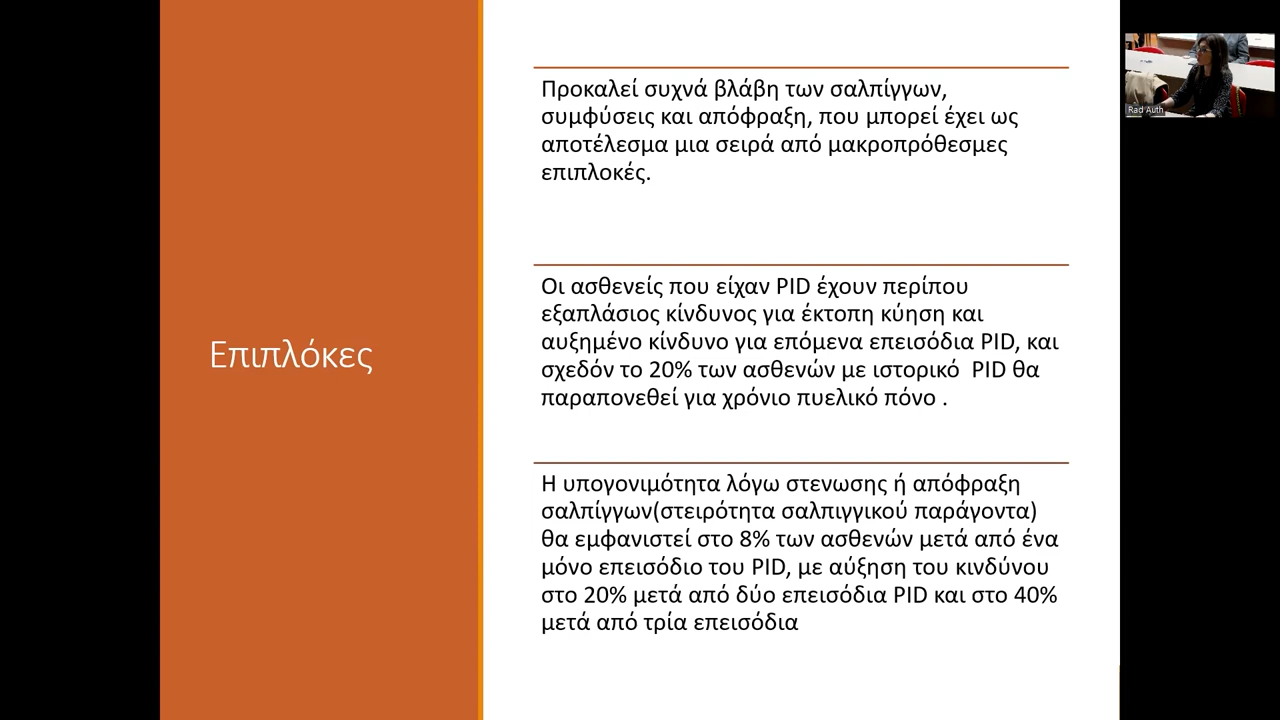 Επιπλόκες
Προκαλεί συχνά βλάβη των σαλπίγγων,
συμφύσεις και απόφραξη, που μπορεί έχει ως
αποτέλεσμα μια σειρά από μακροπρόθεσμες
επιπλοκές.
Οι ασθενείς που είχαν PID έχουν περίπου
εξαπλάσιος κίνδυνος για έκτοπη κύηση και
αυξημένο κίνδυνο για επόμενα επεισόδια PID, και
σχεδόν το 20% των ασθενών με ιστορικό PID θα
παραπονεθεί για χρόνιο πυελικό πόνο .
Η υπογονιμότητα λόγω στενωσης ή απόφραξη
σαλπίγγων(στειρότητα σαλπιγγικού παράγοντα)
θα εμφανιστεί στο 8% των ασθενών μετά από ένα
μόνο επεισόδιο του PID, με αύξηση του κινδύνου
στο 20% μετά από δύο επεισόδια PID και στο 40%
μετά από τρία επεισόδια
Rad Auth